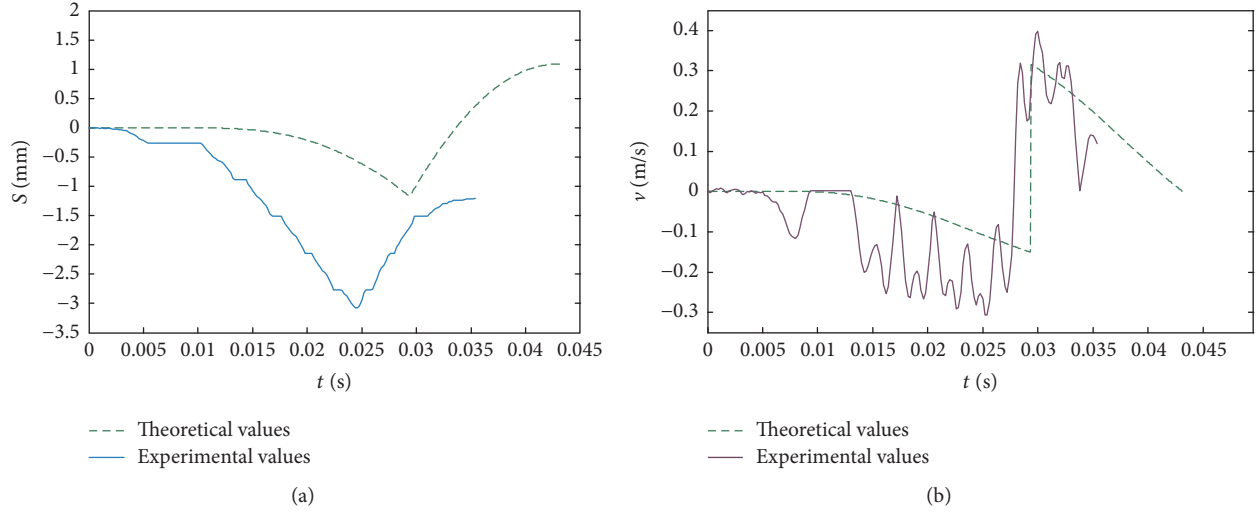 2
1.5
1
0.5
0
−0.5
−1
−1.5
−2
−2.5
−3
−3.5
S (mm)
0 0.005 0.01 0.015 0.02 0.025 0.03 0.035 0.04 0.045
t (s)
Theoretical values
Experimental values
(a)
0.4
0.3
0.2
0.1
0
−0.1
−0.2
−0.3
v (m/s)
0 0.005 0.01 0.015 0.02 0.025 0.03 0.035 0.04 0.045
t (s)
Theoretical values
Experimental values
(b)